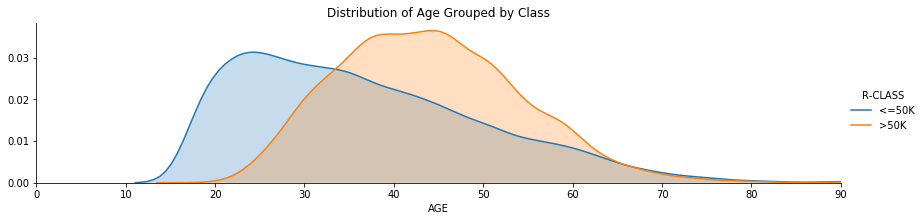 Distribution of Age Grouped by Class
0.03
0.02
0.01
0.00
0 10 20 30 40 50 60 70 80 90
AGE
R-CLASS
<=50K
>50K